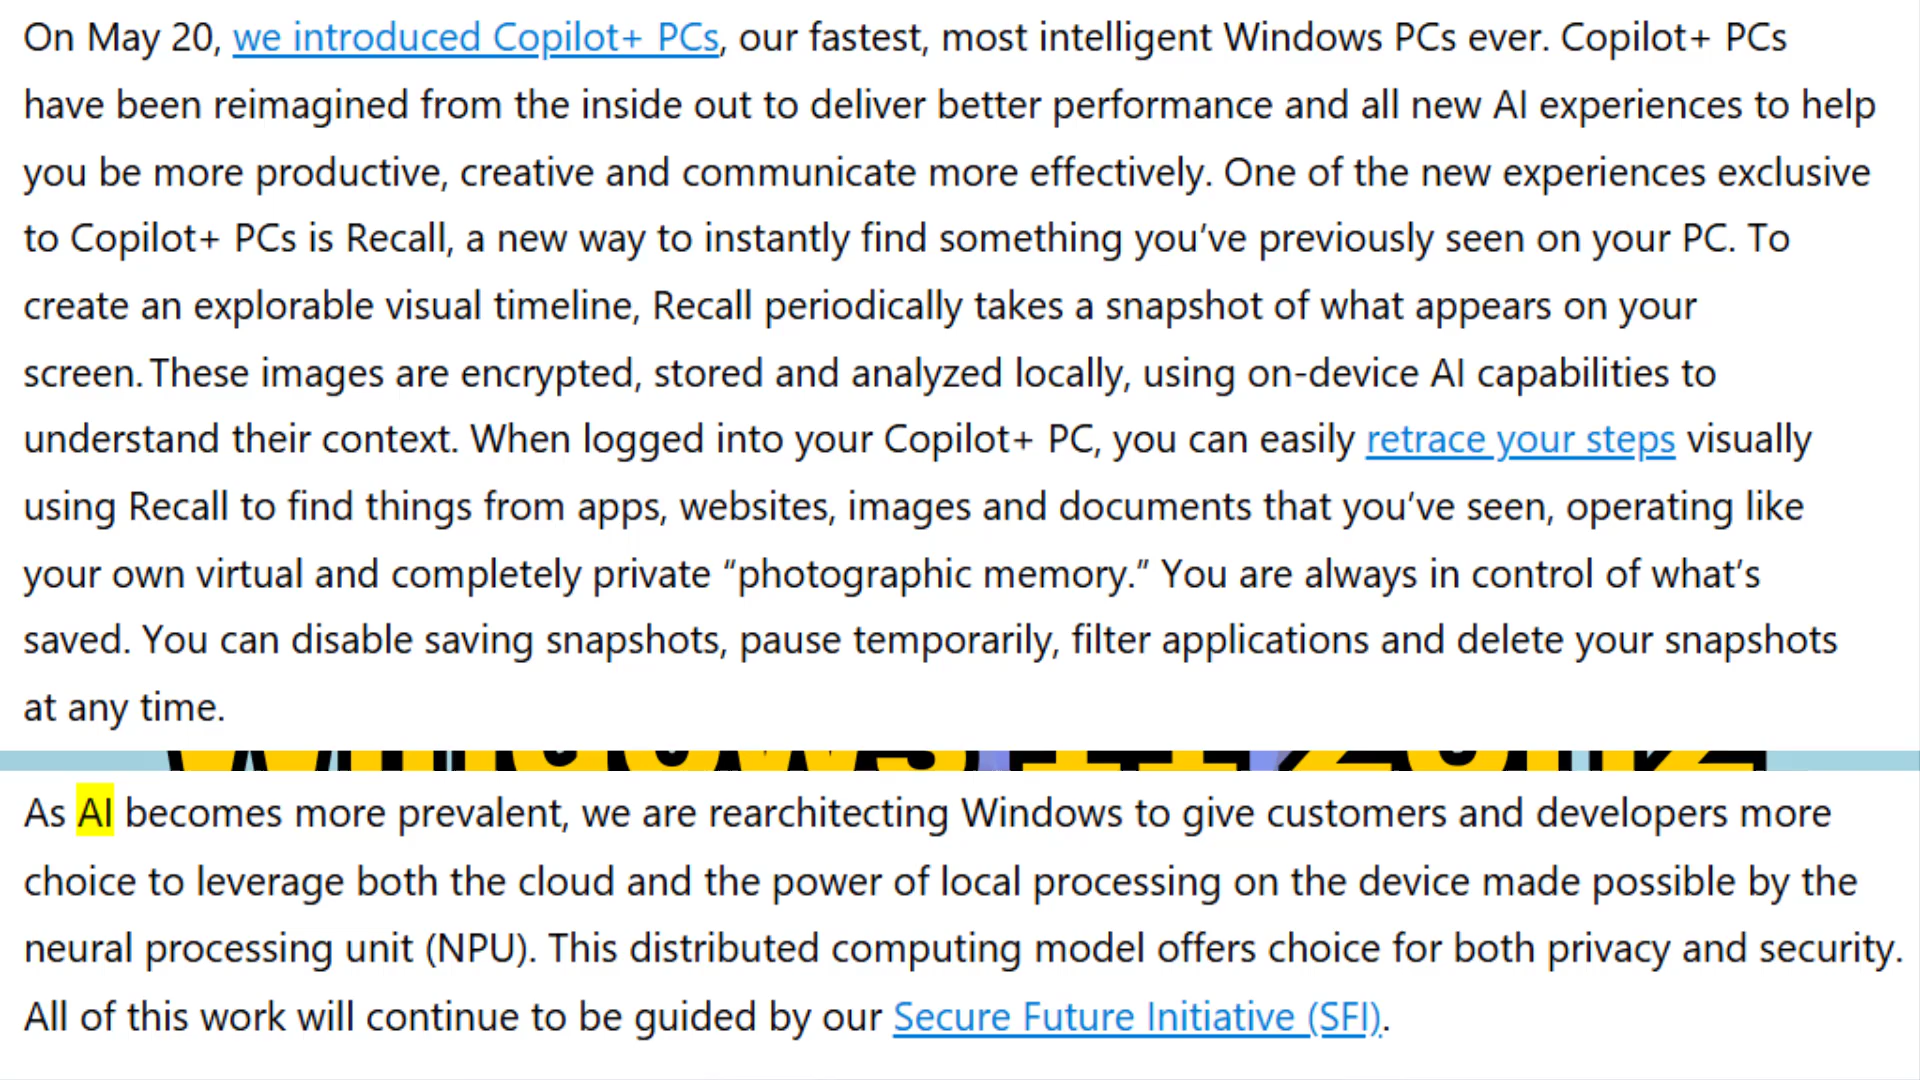 On May 20, we introduced Copilot+ PCs, our fastest, most intelligent Windows PCs ever. Copilot+ PCs
have been reimagined from the inside out to deliver better performance and all new AI experiences to help
you be more productive, creative and communicate more effectively. One of the new experiences exclusive
to Copilot+ PCs is Recall, a new way to instantly find something you’ve previously seen on your PC. To
create an explorable visual timeline, Recall periodically takes a snapshot of what appears on your
screen. These images are encrypted, stored and analyzed locally, using on-device AI capabilities to
understand their context. When logged into your Copilot+ PC, you can easily retrace your steps visually
using Recall to find things from apps, websites, images and documents that you’ve seen, operating like
your own virtual and completely private “photographic memory.” You are always in control of what’s
saved. You can disable saving snapshots, pause temporarily, filter applications and delete your snapshots
at any time.
As AI becomes more prevalent, we are rearchitecting Windows to give customers and developers more
choice to leverage both the cloud and the power of local processing on the device made possible by the
neural processing unit (NPU). This distributed computing model offers choice for both privacy and security.
All of this work will continue to be guided by our Secure Future Initiative (SFI).